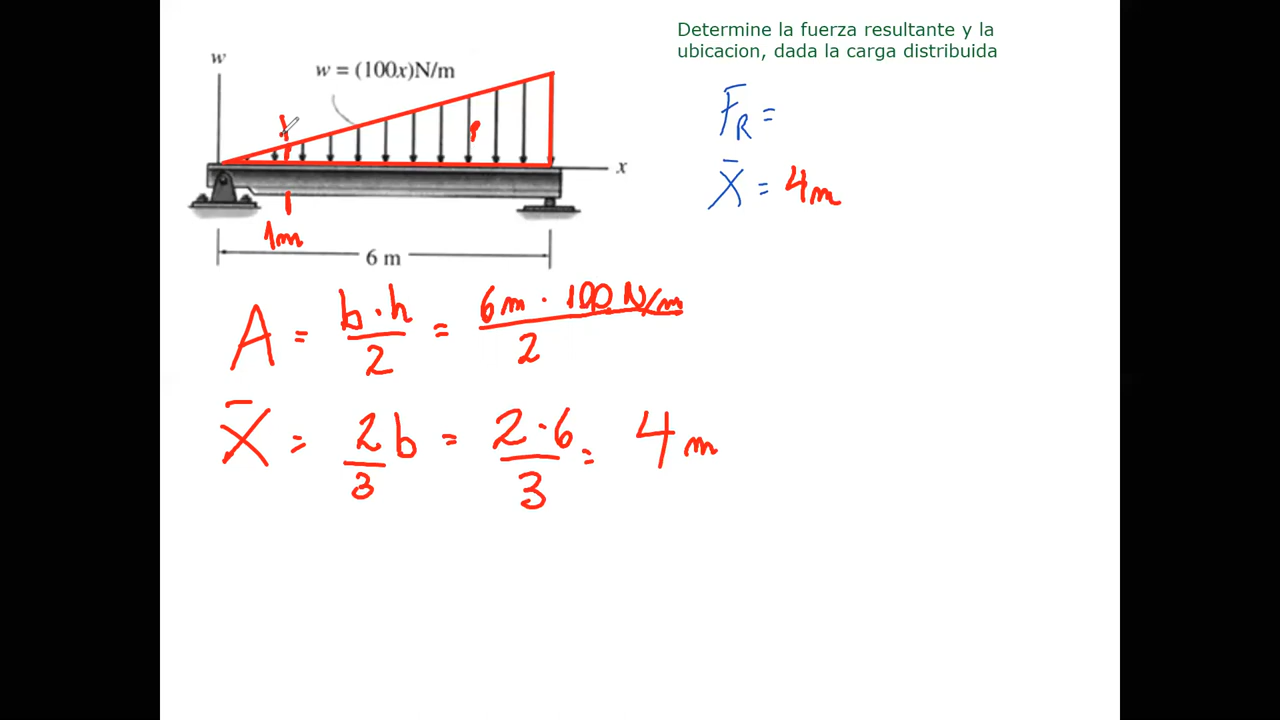 Determine la fuerza resultante y la
ubicacion, dada la carga distribuida
w
w = (100x)N/m
x
1m
6 m
F̄R =
X̄ = 4m
A = b·h/2 = 6m · 100 N/m / 2
X̄ = 2/3 b = 2·6/3 = 4 m